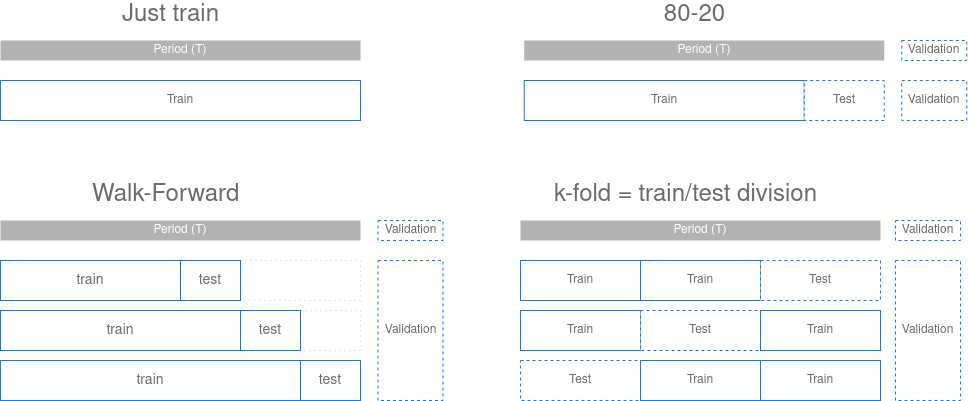 Just train
Period (T)
Train
80-20
Period (T) Validation
Train Test Validation
Walk-Forward
Period (T) Validation
train test
train test Validation
train test
k-fold = train/test division
Period (T) Validation
Train Train Test
Train Test Train Validation
Test Train Train